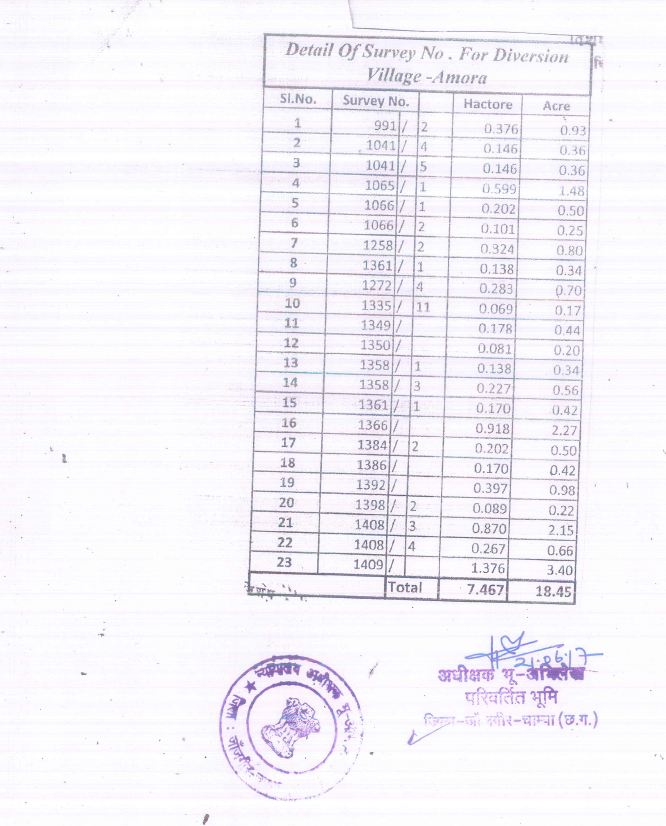 Detail Of Survey No . For Diversion
Village -Amora
Sl.No. Survey No. Hactore Acre
1 991 / 2 0.376 0.93
2 1041 / 4 0.146 0.36
3 1041 / 5 0.146 0.36
4 1065 / 1 0.599 1.48
5 1066 / 1 0.202 0.50
6 1066 / 2 0.101 0.25
7 1258 / 2 0.324 0.80
8 1361 / 1 0.138 0.34
9 1272 / 4 0.283 0.70
10 1335 / 11 0.069 0.17
11 1349 / 0.178 0.44
12 1350 / 0.081 0.20
13 1358 / 1 0.138 0.34
14 1358 / 3 0.227 0.56
15 1361 / 1 0.170 0.42
16 1366 / 0.918 2.27
17 1384 / 2 0.202 0.50
18 1386 / 0.170 0.42
19 1392 / 0.397 0.98
20 1398 / 2 0.089 0.22
21 1408 / 3 0.870 2.15
22 1408 / 4 0.267 0.66
23 1409 / 1.376 3.40
Total 7.467 18.45
21.06.17
अधीक्षक भू-अभिलेख
परिवर्तित भूमि
जिला-जांजगीर-चाम्पा (छ.ग.)
न्यायालय अधीक्षक भू-